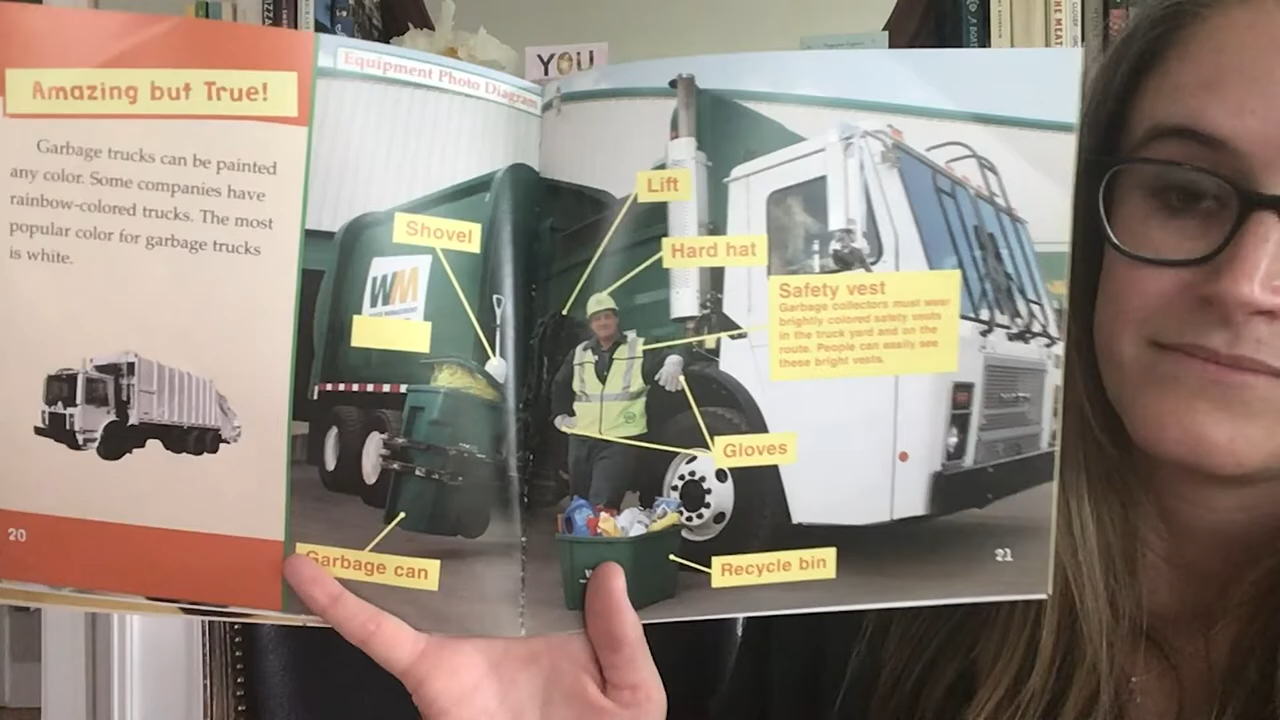 YOU
Amazing but True!
Garbage trucks can be painted
any color. Some companies have
rainbow-colored trucks. The most
popular color for garbage trucks
is white.
20
Equipment Photo Diagram
Lift
Shovel
Hard hat
WM
Safety vest
Garbage collectors must wear
brightly colored safety vests
in the truck yard and on the
route. People can easily see
these bright vests.
Gloves
Garbage can
Recycle bin
21